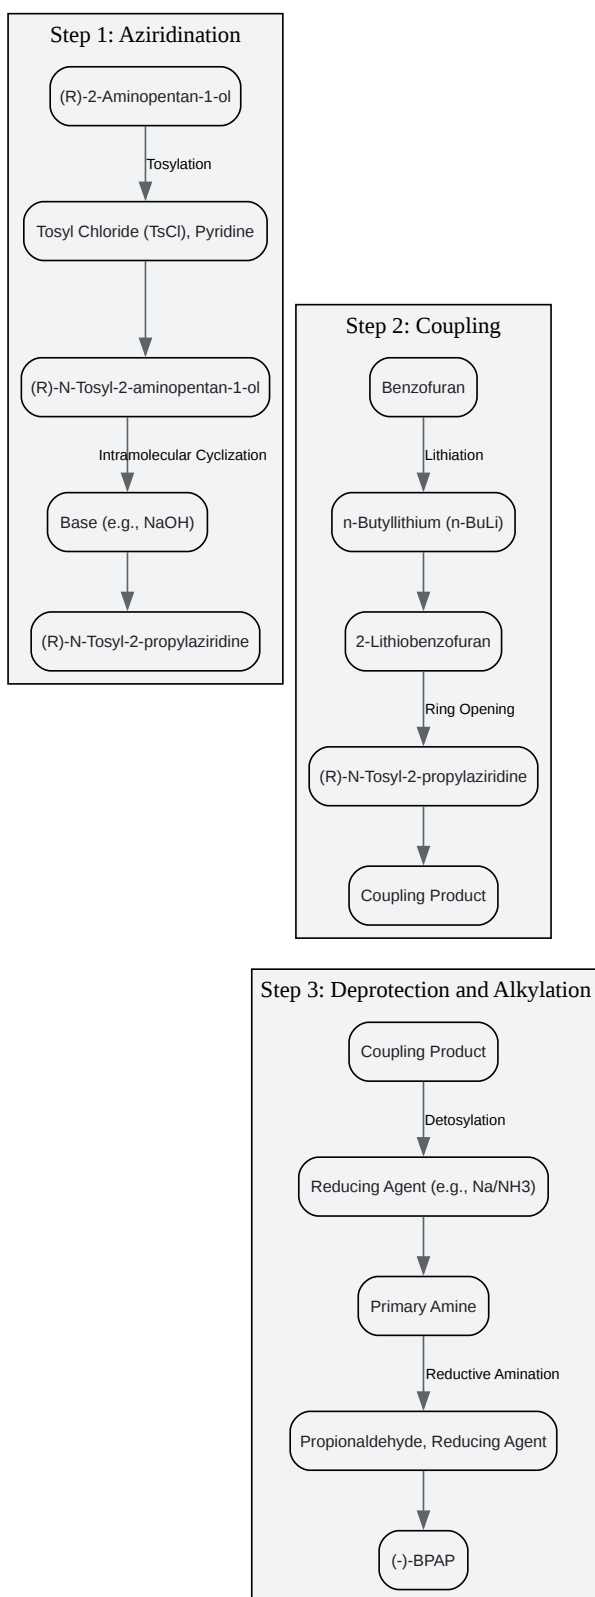 Step 1: Aziridination
(R)-2-Aminopentan-1-ol
Tosylation
Tosyl Chloride (TsCl), Pyridine
(R)-N-Tosyl-2-aminopentan-1-ol
Intramolecular Cyclization
Base (e.g., NaOH)
(R)-N-Tosyl-2-propylaziridine
Step 2: Coupling
Benzofuran
Lithiation
n-Butyllithium (n-BuLi)
2-Lithiobenzofuran
Ring Opening
(R)-N-Tosyl-2-propylaziridine
Coupling Product
Step 3: Deprotection and Alkylation
Coupling Product
Detosylation
Reducing Agent (e.g., Na/NH3)
Primary Amine
Reductive Amination
Propionaldehyde, Reducing Agent
(-)-BPAP